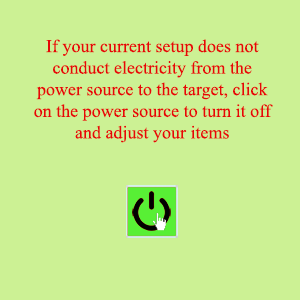 If your current setup does not
conduct electricity from the
power source to the target, click
on the power source to turn it off
and adjust your items